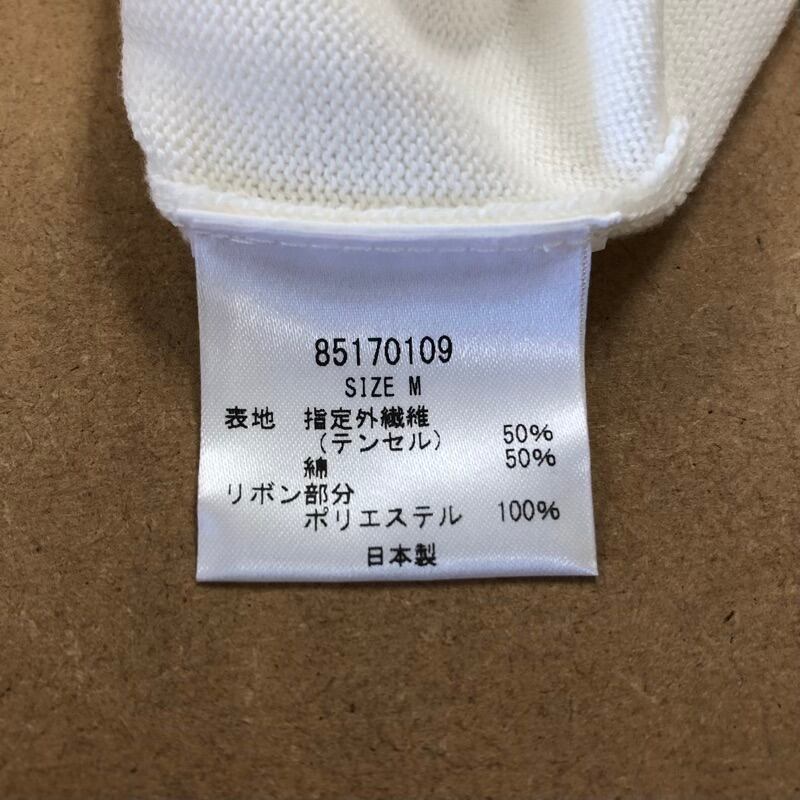 85170109
SIZE M
表地 指定外繊維
(テンセル) 50%
綿 50%
リボン部分
ポリエステル 100%
日本製